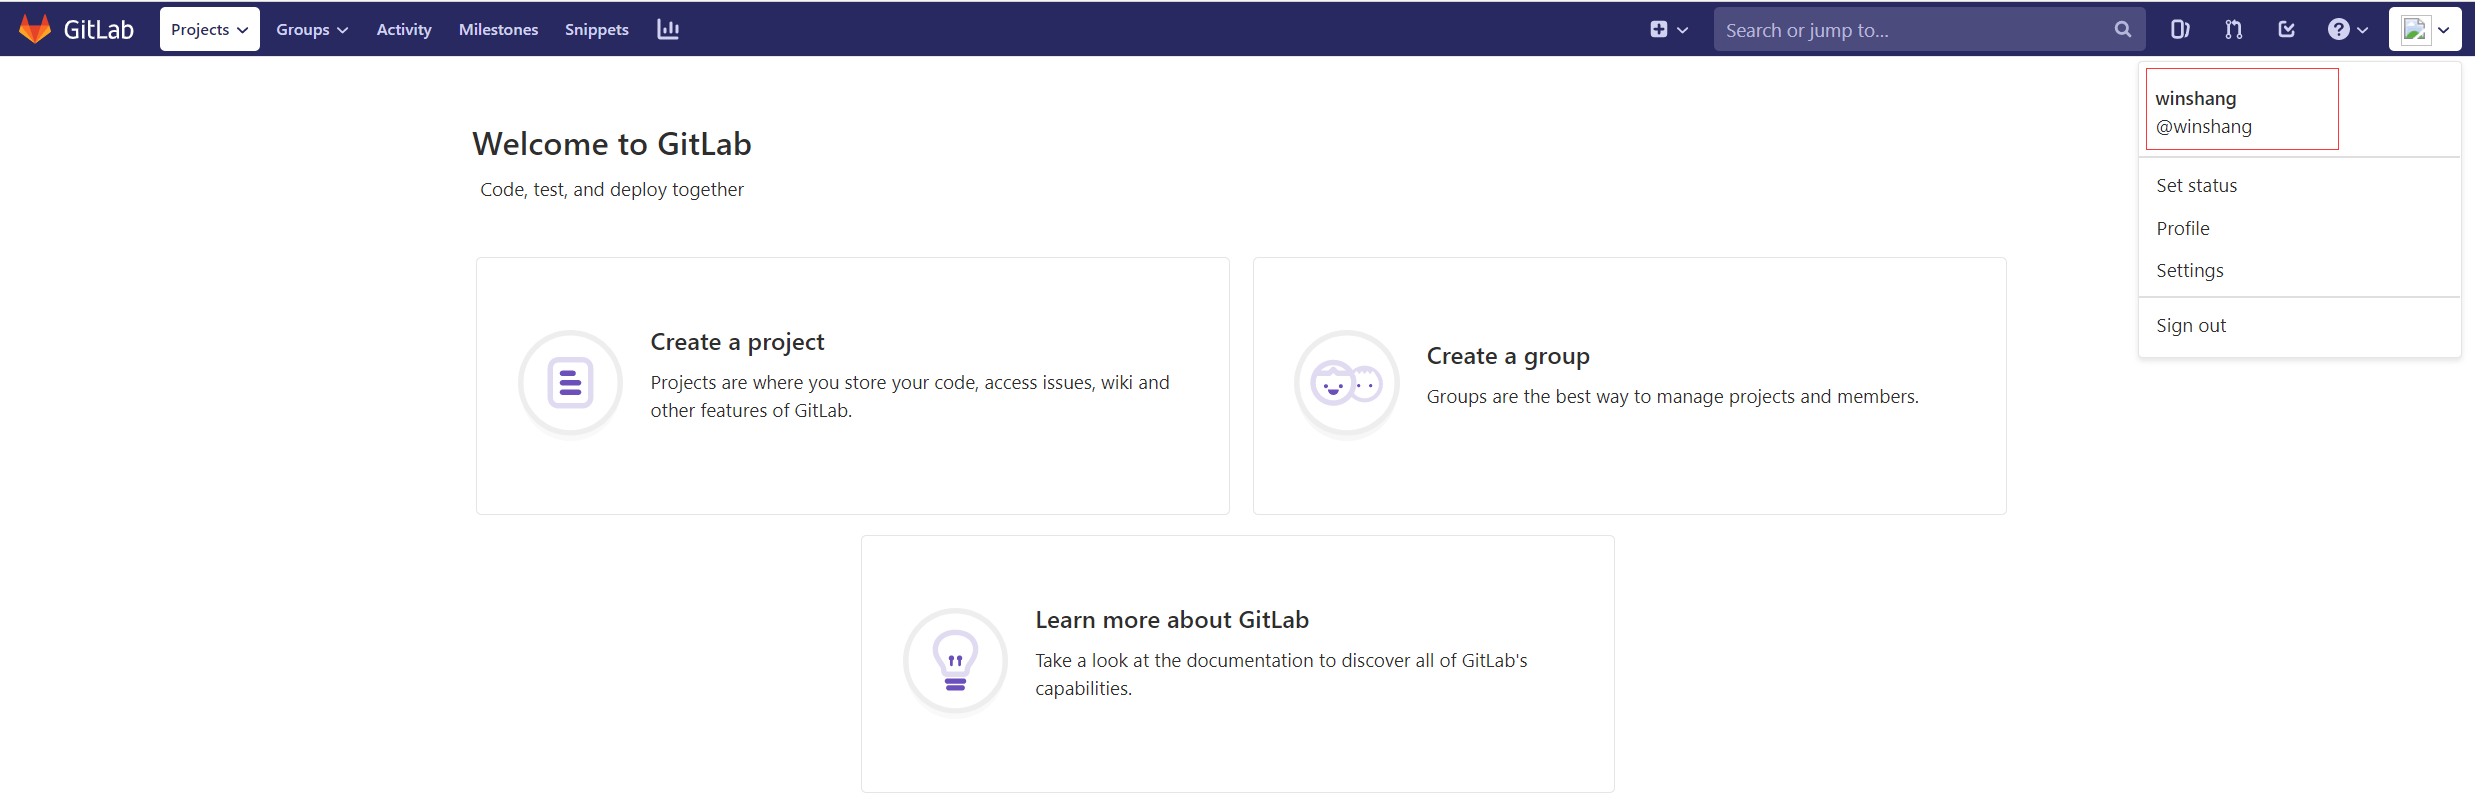 GitLab Projects Groups Activity Milestones Snippets Search or jump to...
winshang
@winshang
Set status
Profile
Settings
Sign out
Welcome to GitLab
Code, test, and deploy together
Create a project
Projects are where you store your code, access issues, wiki and
other features of GitLab.
Create a group
Groups are the best way to manage projects and members.
Learn more about GitLab
Take a look at the documentation to discover all of GitLab's
capabilities.